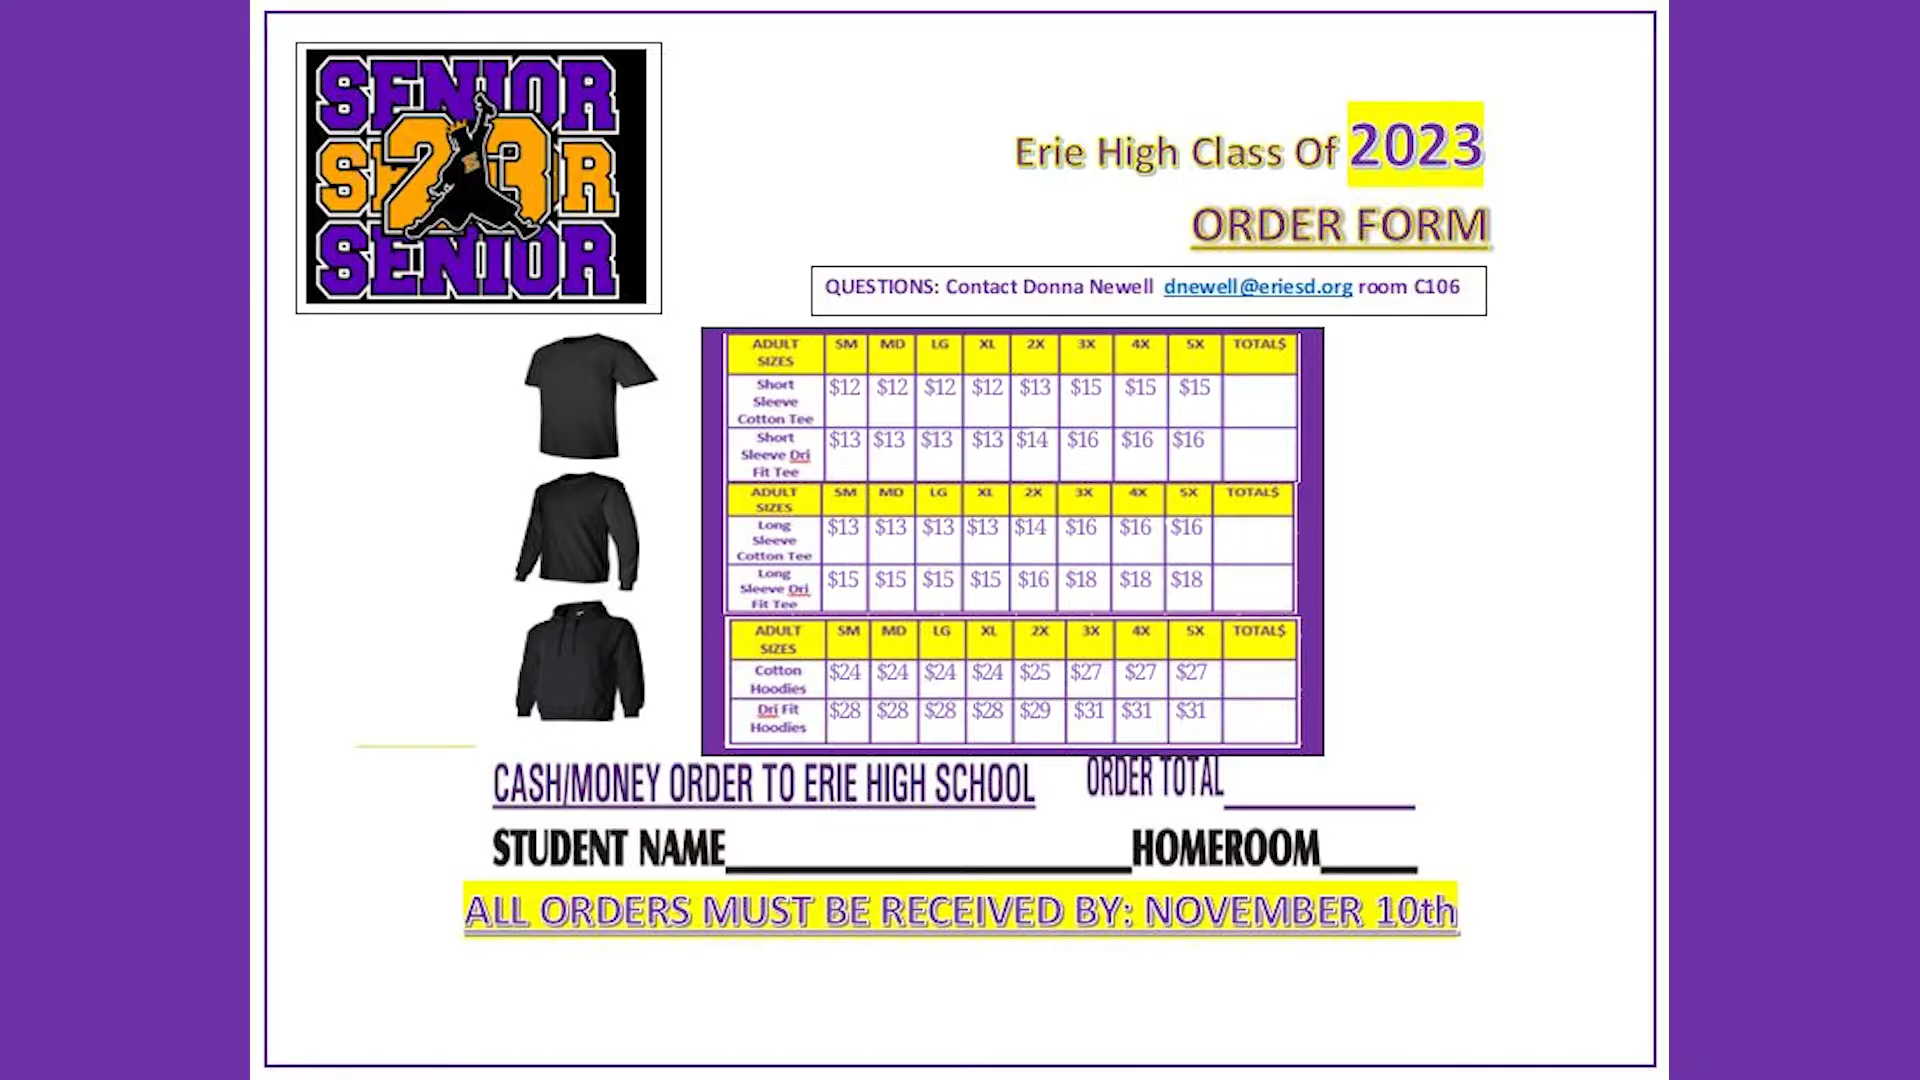 SENIOR
SENIOR
23
SENIOR
Erie High Class Of 2023
ORDER FORM
QUESTIONS: Contact Donna Newell dnewell@eriesd.org room C106
ADULT SIZES SM MD LG XL 2X 3X 4X 5X TOTAL$
Short Sleeve Cotton Tee $12 $12 $12 $12 $13 $15 $15 $15
Short Sleeve Dri Fit Tee $13 $13 $13 $13 $14 $16 $16 $16
ADULT SIZES SM MD LG XL 2X 3X 4X 5X TOTAL$
Long Sleeve Cotton Tee $13 $13 $13 $13 $14 $16 $16 $16
Long Sleeve Dri Fit Tee $15 $15 $15 $15 $16 $18 $18 $18
ADULT SIZES SM MD LG XL 2X 3X 4X 5X TOTAL$
Cotton Hoodies $24 $24 $24 $24 $25 $27 $27 $27
Dri Fit Hoodies $28 $28 $28 $28 $29 $31 $31 $31
CASH/MONEY ORDER TO ERIE HIGH SCHOOL ORDER TOTAL
STUDENT NAME HOMEROOM
ALL ORDERS MUST BE RECEIVED BY: NOVEMBER 10th